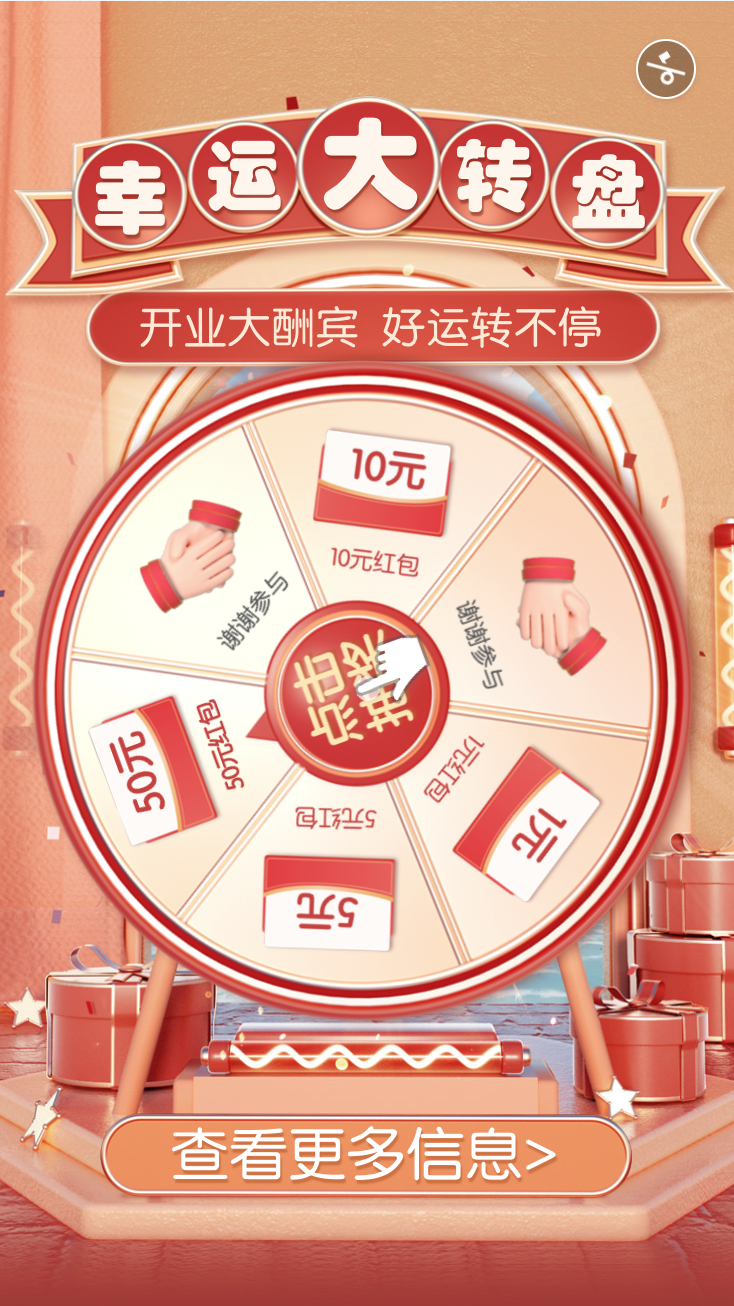 幸运大转盘
开业大酬宾 好运转不停
10元
10元红包
谢谢参与
谢谢参与
点击
抽奖
50元
50元红包
1元
1元红包
5元红包
5元
查看更多信息>